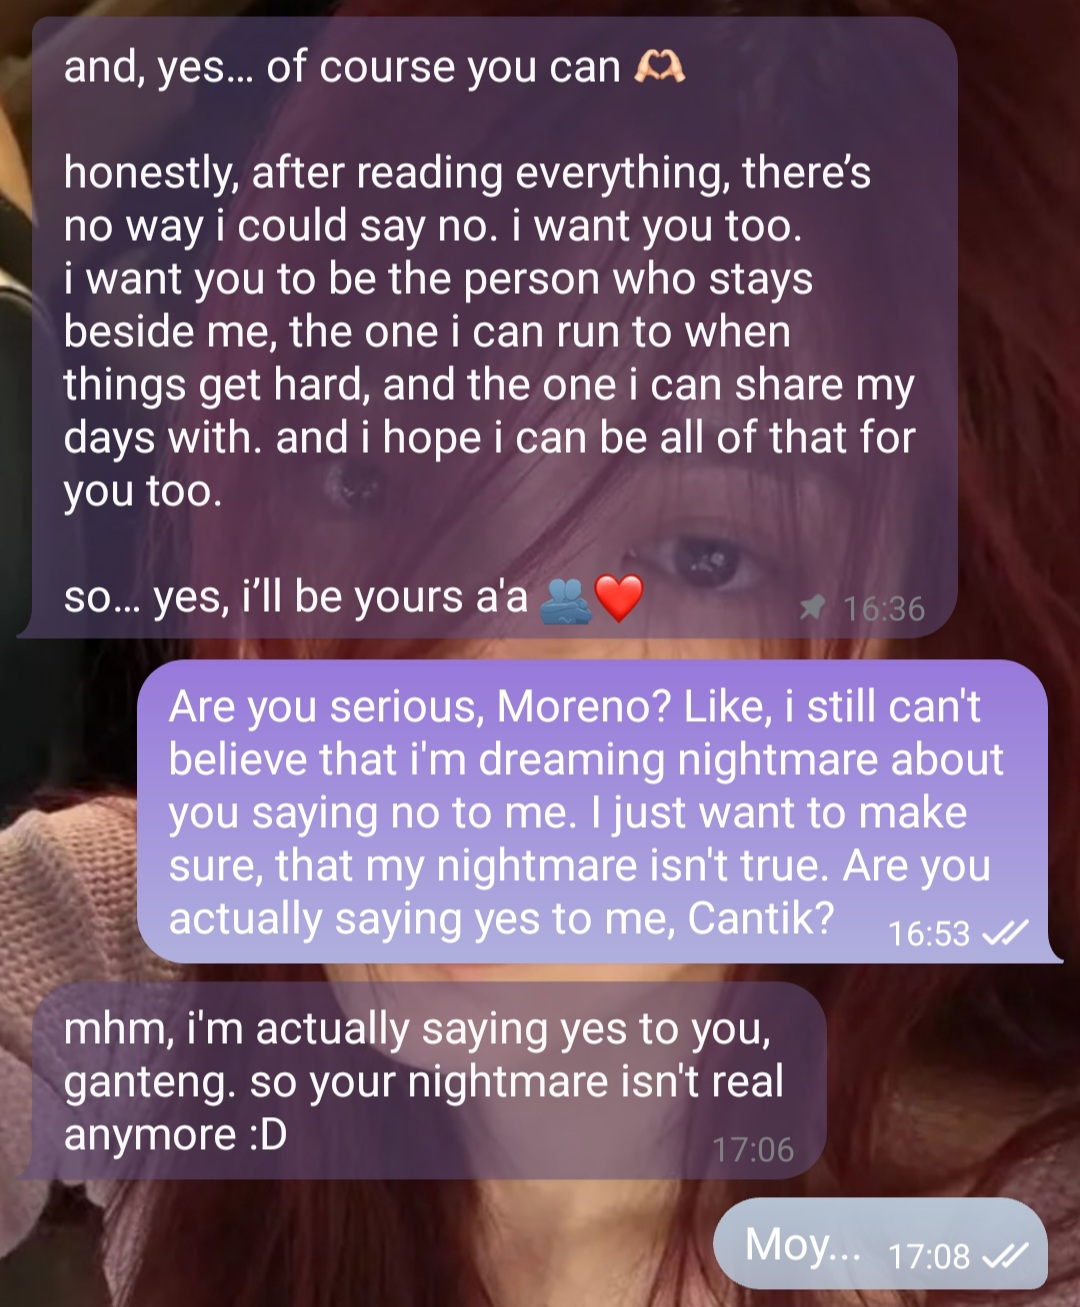 and, yes... of course you can 🫶🏻
honestly, after reading everything, there’s
no way i could say no. i want you too.
i want you to be the person who stays
beside me, the one i can run to when
things get hard, and the one i can share my
days with. and i hope i can be all of that for
you too.
so... yes, i’ll be yours a'a 🫂❤️
16:36
Are you serious, Moreno? Like, i still can't
believe that i'm dreaming nightmare about
you saying no to me. I just want to make
sure, that my nightmare isn't true. Are you
actually saying yes to me, Cantik?
16:53
mhm, i'm actually saying yes to you,
ganteng. so your nightmare isn't real
anymore :D
17:06
Moy...
17:08